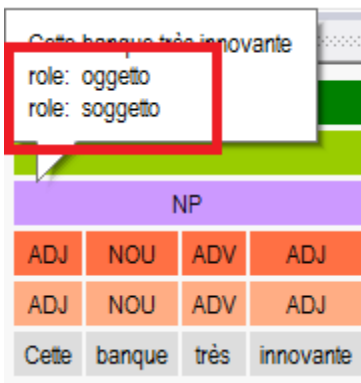 Cette banque très innovante
role: oggetto
role: soggetto
NP
ADJ NOU ADV ADJ
ADJ NOU ADV ADJ
Cette banque très innovante